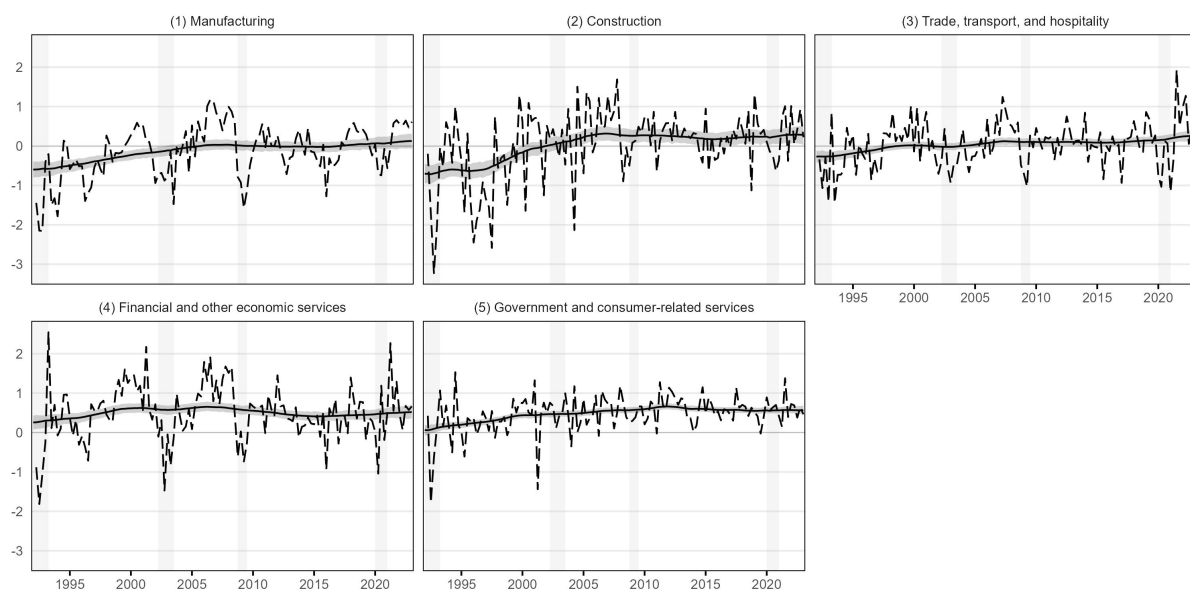 (1) Manufacturing
(2) Construction
(3) Trade, transport, and hospitality
2
1
0
-1
-2
-3
1995 2000 2005 2010 2015 2020
(4) Financial and other economic services
(5) Government and consumer-related services
2
1
0
-1
-2
-3
1995 2000 2005 2010 2015 2020
1995 2000 2005 2010 2015 2020